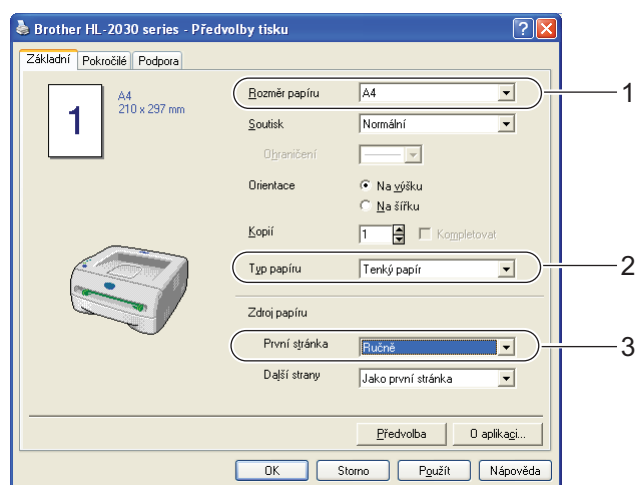 Brother HL-2030 series - Předvolby tisku
Základní Pokročilé Podpora
1
A4
210 x 297 mm
Rozměr papíru A4 1
Soutisk Normální
Ohraničení
Orientace Na výšku
Na šířku
Kopií 1 Kompletovat
Typ papíru Tenký papír 2
Zdroj papíru
První stránka Ručně 3
Další strany Jako první stránka
Předvolba O aplikaci...
OK Storno Použít Nápověda